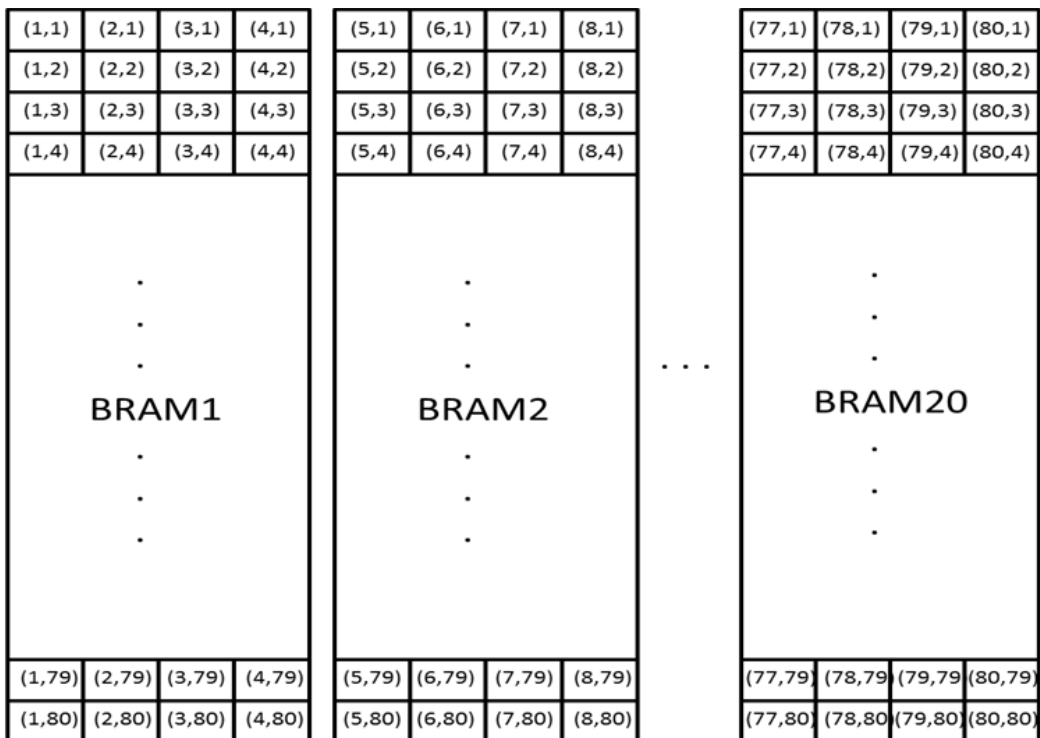 (1,1) (2,1) (3,1) (4,1) (5,1) (6,1) (7,1) (8,1) (77,1) (78,1) (79,1) (80,1)
(1,2) (2,2) (3,2) (4,2) (5,2) (6,2) (7,2) (8,2) (77,2) (78,2) (79,2) (80,2)
(1,3) (2,3) (3,3) (4,3) (5,3) (6,3) (7,3) (8,3) (77,3) (78,3) (79,3) (80,3)
(1,4) (2,4) (3,4) (4,4) (5,4) (6,4) (7,4) (8,4) (77,4) (78,4) (79,4) (80,4)
. . .
BRAM1 BRAM2 BRAM20
(1,79) (2,79) (3,79) (4,79) (5,79) (6,79) (7,79) (8,79) (77,79) (78,79) (79,79) (80,79)
(1,80) (2,80) (3,80) (4,80) (5,80) (6,80) (7,80) (8,80) (77,80) (78,80) (79,80) (80,80)